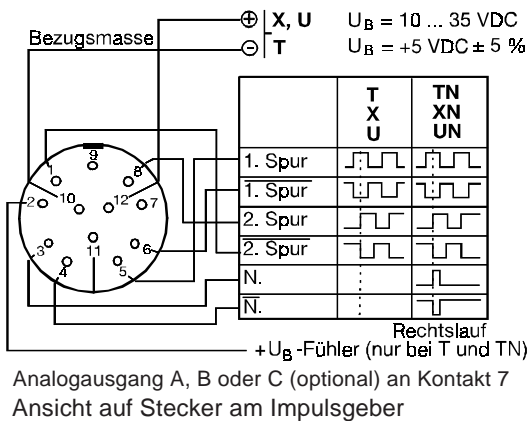 ⊕ X, U U_B = 10 ... 35 VDC
Bezugsmasse
⊖ T U_B = +5 VDC ± 5 %
T
X
U
TN
XN
UN
1. Spur
1. Spur
2. Spur
2. Spur
N.
N.
9
1
8
2
10
12
7
3
11
6
4
5
Rechtslauf
+U_B -Fühler (nur bei T und TN)
Analogausgang A, B oder C (optional) an Kontakt 7
Ansicht auf Stecker am Impulsgeber